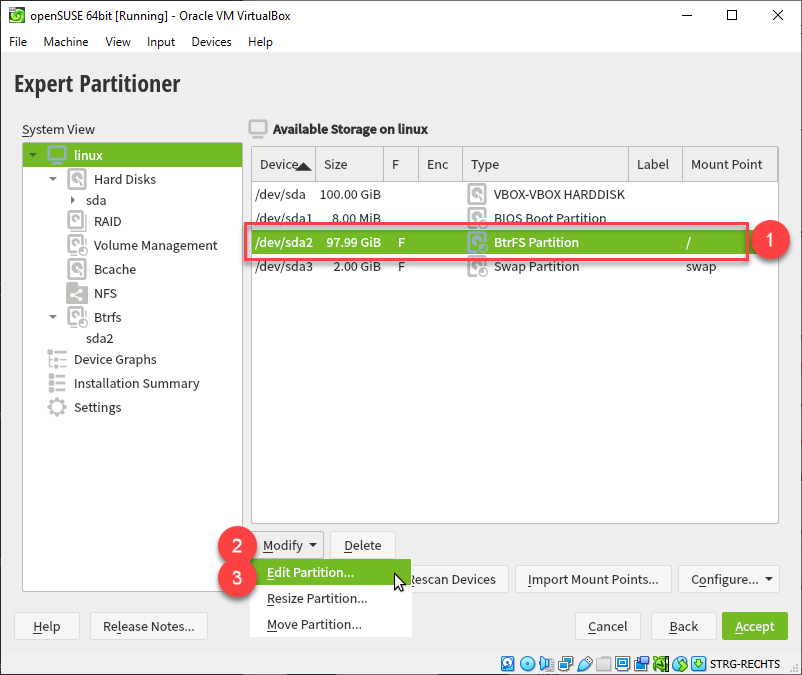 openSUSE 64bit [Running] - Oracle VM VirtualBox
File Machine View Input Devices Help
Expert Partitioner
System View
linux
Hard Disks
sda
RAID
Volume Management
Bcache
NFS
Btrfs
sda2
Device Graphs
Installation Summary
Settings
Available Storage on linux
Device Size F Enc Type Label Mount Point
/dev/sda 100.00 GiB VBOX-VBOX HARDDISK
/dev/sda1 8.00 MiB BIOS Boot Partition
/dev/sda2 97.99 GiB F BtrFS Partition / 1
/dev/sda3 2.00 GiB F Swap Partition swap
2 Modify Delete
3 Edit Partition...
Resize Partition...
Move Partition...
Rescan Devices Import Mount Points... Configure...
Help Release Notes... Cancel Back Accept
STRG-RECHTS